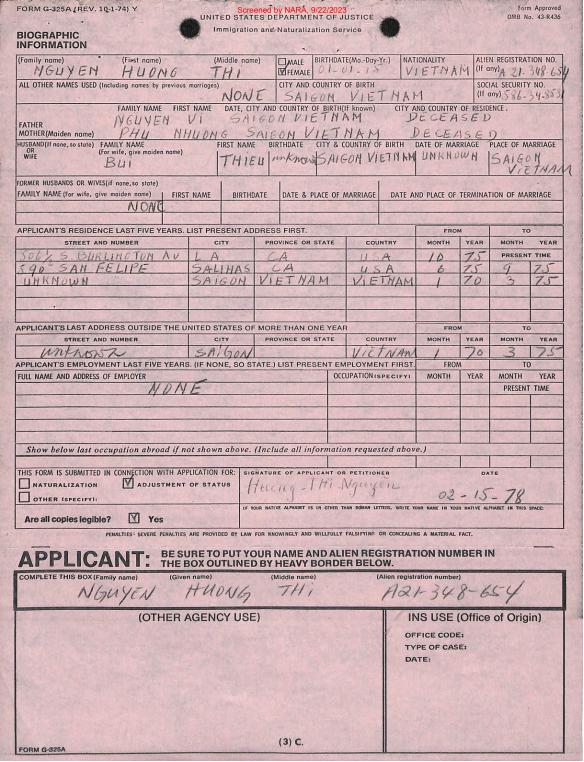 FORM G-325A (REV. 10-1-74) Y
Screened by NARA, 9/22/2023
UNITED STATES DEPARTMENT OF JUSTICE
Immigration and Naturalization Service
Form Approved
OMB No. 43-R436
BIOGRAPHIC
INFORMATION
(Family name) (First name) (Middle name) MALE FEMALE BIRTHDATE(Mo.-Day-Yr.) NATIONALITY ALIEN REGISTRATION NO. (If any)
NGUYEN HUONG THI 01-01-15 VIETNAM A 21-348-654
ALL OTHER NAMES USED (Including names by previous marriages) CITY AND COUNTRY OF BIRTH SOCIAL SECURITY NO. (If any)
NONE SAIGON VIETNAM 586-34-8531
FAMILY NAME FIRST NAME DATE, CITY AND COUNTRY OF BIRTH(If known) CITY AND COUNTRY OF RESIDENCE.
FATHER NGUYEN VI SAIGON VIETNAM DECEASED
MOTHER(Maiden name) PHU NHUONG SAIGON VIETNAM DECEASED
HUSBAND(If none, so state) OR WIFE FAMILY NAME (For wife, give maiden name) FIRST NAME BIRTHDATE CITY & COUNTRY OF BIRTH DATE OF MARRIAGE PLACE OF MARRIAGE
BUI THIEU unknown SAIGON VIETNAM UNKNOWN SAIGON VIETNAM
FORMER HUSBANDS OR WIVES(if none, so state)
FAMILY NAME (For wife, give maiden name) FIRST NAME BIRTHDATE DATE & PLACE OF MARRIAGE DATE AND PLACE OF TERMINATION OF MARRIAGE
NONE
APPLICANT'S RESIDENCE LAST FIVE YEARS. LIST PRESENT ADDRESS FIRST. FROM TO
STREET AND NUMBER CITY PROVINCE OR STATE COUNTRY MONTH YEAR MONTH YEAR
S. BURLINGTON AV LA CA USA 10 75 PRESENT TIME
SAN FELIPE SALINAS CA USA 6 75 9 75
UNKNOWN SAIGON VIETNAM VIETNAM 1 70 3 75
APPLICANT'S LAST ADDRESS OUTSIDE THE UNITED STATES OF MORE THAN ONE YEAR FROM TO
STREET AND NUMBER CITY PROVINCE OR STATE COUNTRY MONTH YEAR MONTH YEAR
unknown SAIGON VIETNAM 1 70 3 75
APPLICANT'S EMPLOYMENT LAST FIVE YEARS. (IF NONE, SO STATE.) LIST PRESENT EMPLOYMENT FIRST. FROM TO
FULL NAME AND ADDRESS OF EMPLOYER OCCUPATION(SPECIFY) MONTH YEAR MONTH YEAR
NONE PRESENT TIME
Show below last occupation abroad if not shown above. (Include all information requested above.)
THIS FORM IS SUBMITTED IN CONNECTION WITH APPLICATION FOR: SIGNATURE OF APPLICANT OR PETITIONER DATE
NATURALIZATION ADJUSTMENT OF STATUS
Huong-Thi-Nguyen 02-15-78
OTHER (SPECIFY):
IF YOUR NATIVE ALPHABET IS IN OTHER THAN ROMAN LETTERS, WRITE YOUR NAME IN YOUR NATIVE ALPHABET IN THIS SPACE:
Are all copies legible? Yes
PENALTIES: SEVERE PENALTIES ARE PROVIDED BY LAW FOR KNOWINGLY AND WILLFULLY FALSIFYING OR CONCEALING A MATERIAL FACT.
APPLICANT: BE SURE TO PUT YOUR NAME AND ALIEN REGISTRATION NUMBER IN
THE BOX OUTLINED BY HEAVY BORDER BELOW.
COMPLETE THIS BOX (Family name) (Given name) (Middle name) (Alien registration number)
NGUYEN HUONG THI A21-348-654
(OTHER AGENCY USE) INS USE (Office of Origin)
OFFICE CODE:
TYPE OF CASE:
DATE:
(3) C.
FORM G-325A